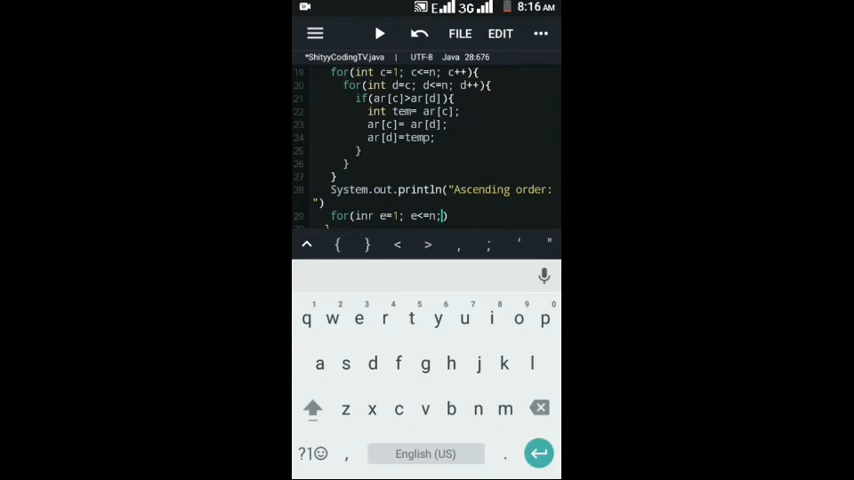 E 3G 8:16 AM
FILE EDIT
*ShityyCodingTV.java UTF-8 Java 28:676
19 for(int c=1; c<=n; c++){
20 for(int d=c; d<=n; d++){
21 if(ar[c]>ar[d]){
22 int tem= ar[c];
23 ar[c]= ar[d];
24 ar[d]=temp;
25 }
26 }
27 }
28 System.out.println("Ascending order:
")
29 for(inr e=1; e<=n;)
{ } < > , ; ' "
1 2 3 4 5 6 7 8 9 0
q w e r t y u i o p
a s d f g h j k l
z x c v b n m
?1 , English (US) .